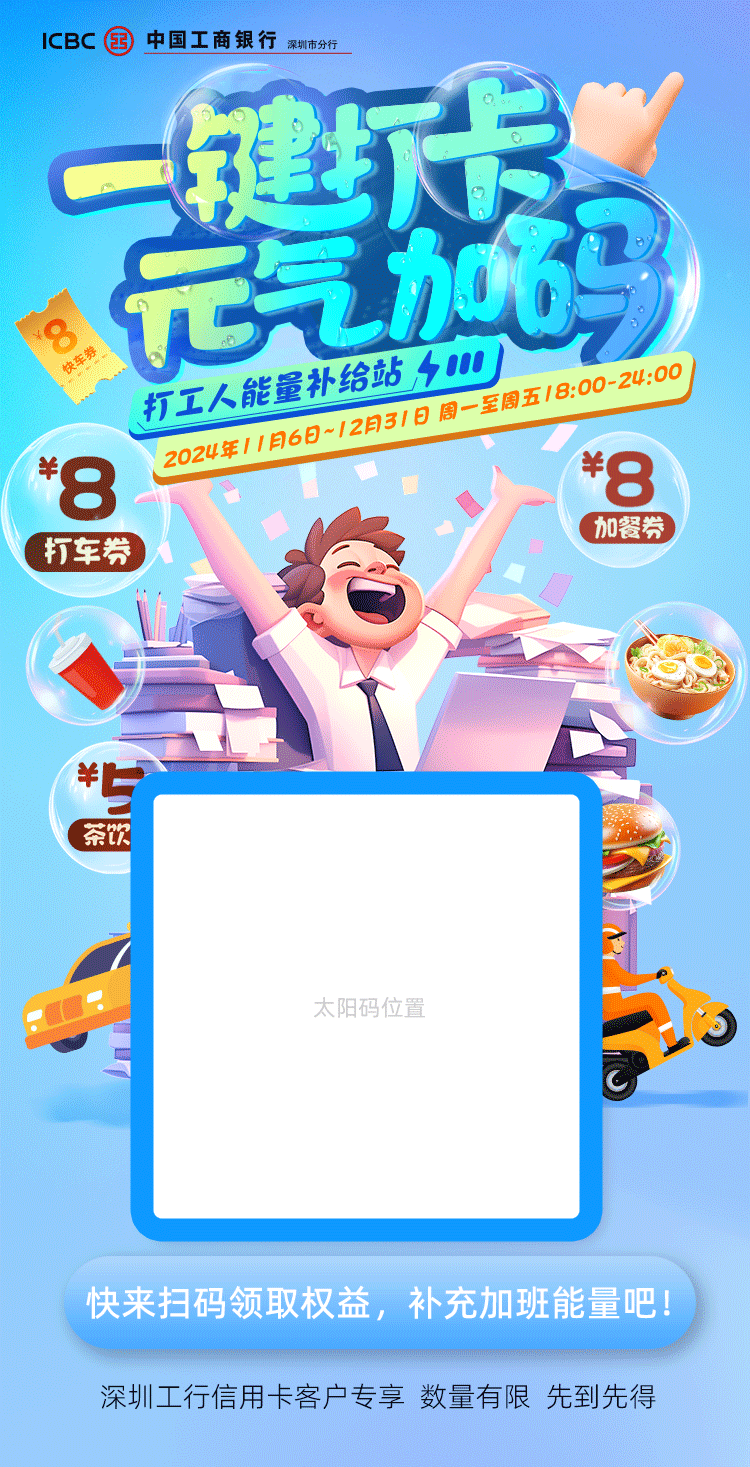 ICBC 中国工商银行 深圳市分行
一键打卡
元气加码
¥8
快车券
打工人能量补给站
2024年11月6日~12月31日 周一至周五18:00-24:00
¥8
打车券
¥8
加餐券
¥5
茶饮
太阳码位置
快来扫码领取权益，补充加班能量吧！
深圳工行信用卡客户专享 数量有限 先到先得